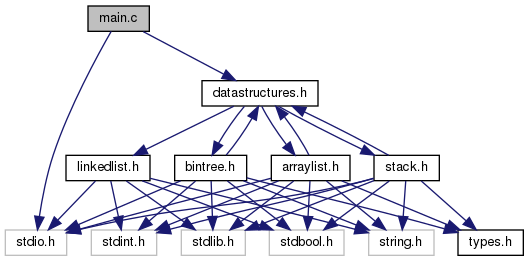 main.c
datastructures.h
linkedlist.h
bintree.h
arraylist.h
stack.h
stdio.h
stdint.h
stdlib.h
stdbool.h
string.h
types.h